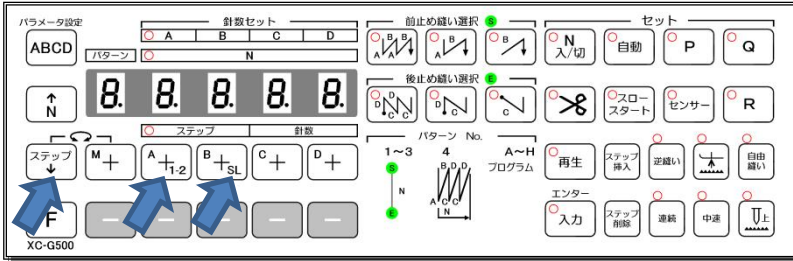 パラメータ設定
針数セット
A B C D
パターン
N
ABCD
8. 8. 8. 8. 8.
↑
N
ステップ 針数
ステップ
↓
M+
A+1-2
B+SL
C+
D+
F
− − − − −
XC-G500
前止め縫い選択 S
A A B B
A B
B
後止め縫い選択 E
D D C C
D C
C
パターン No.
1～3 4 A～H
プログラム
S
N
E
B D D
A C C
N
セット
N
入/切
自動
P
Q
スロー
スタート
センサー
R
再生
ステップ
挿入
逆縫い
自由
縫い
エンター
入力
ステップ
削除
連続
中速
上